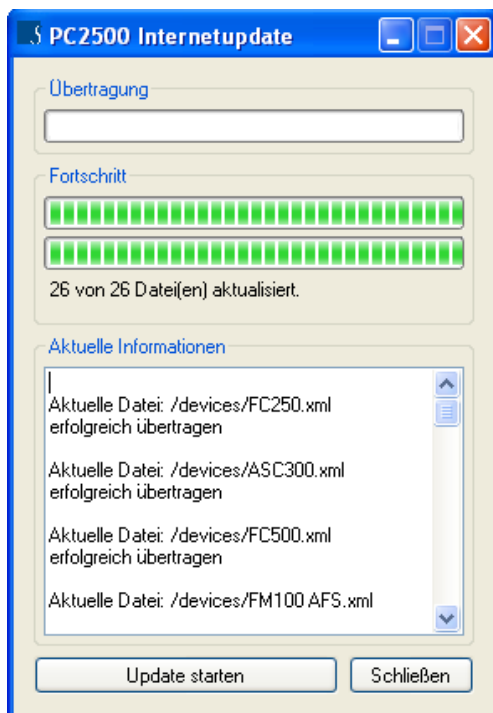 PC2500 Internetupdate
Übertragung
Fortschritt
26 von 26 Datei(en) aktualisiert.
Aktuelle Informationen
Aktuelle Datei: /devices/FC250.xml
erfolgreich übertragen
Aktuelle Datei: /devices/ASC300.xml
erfolgreich übertragen
Aktuelle Datei: /devices/FC500.xml
erfolgreich übertragen
Aktuelle Datei: /devices/FM100 AFS.xml
Update starten
Schließen